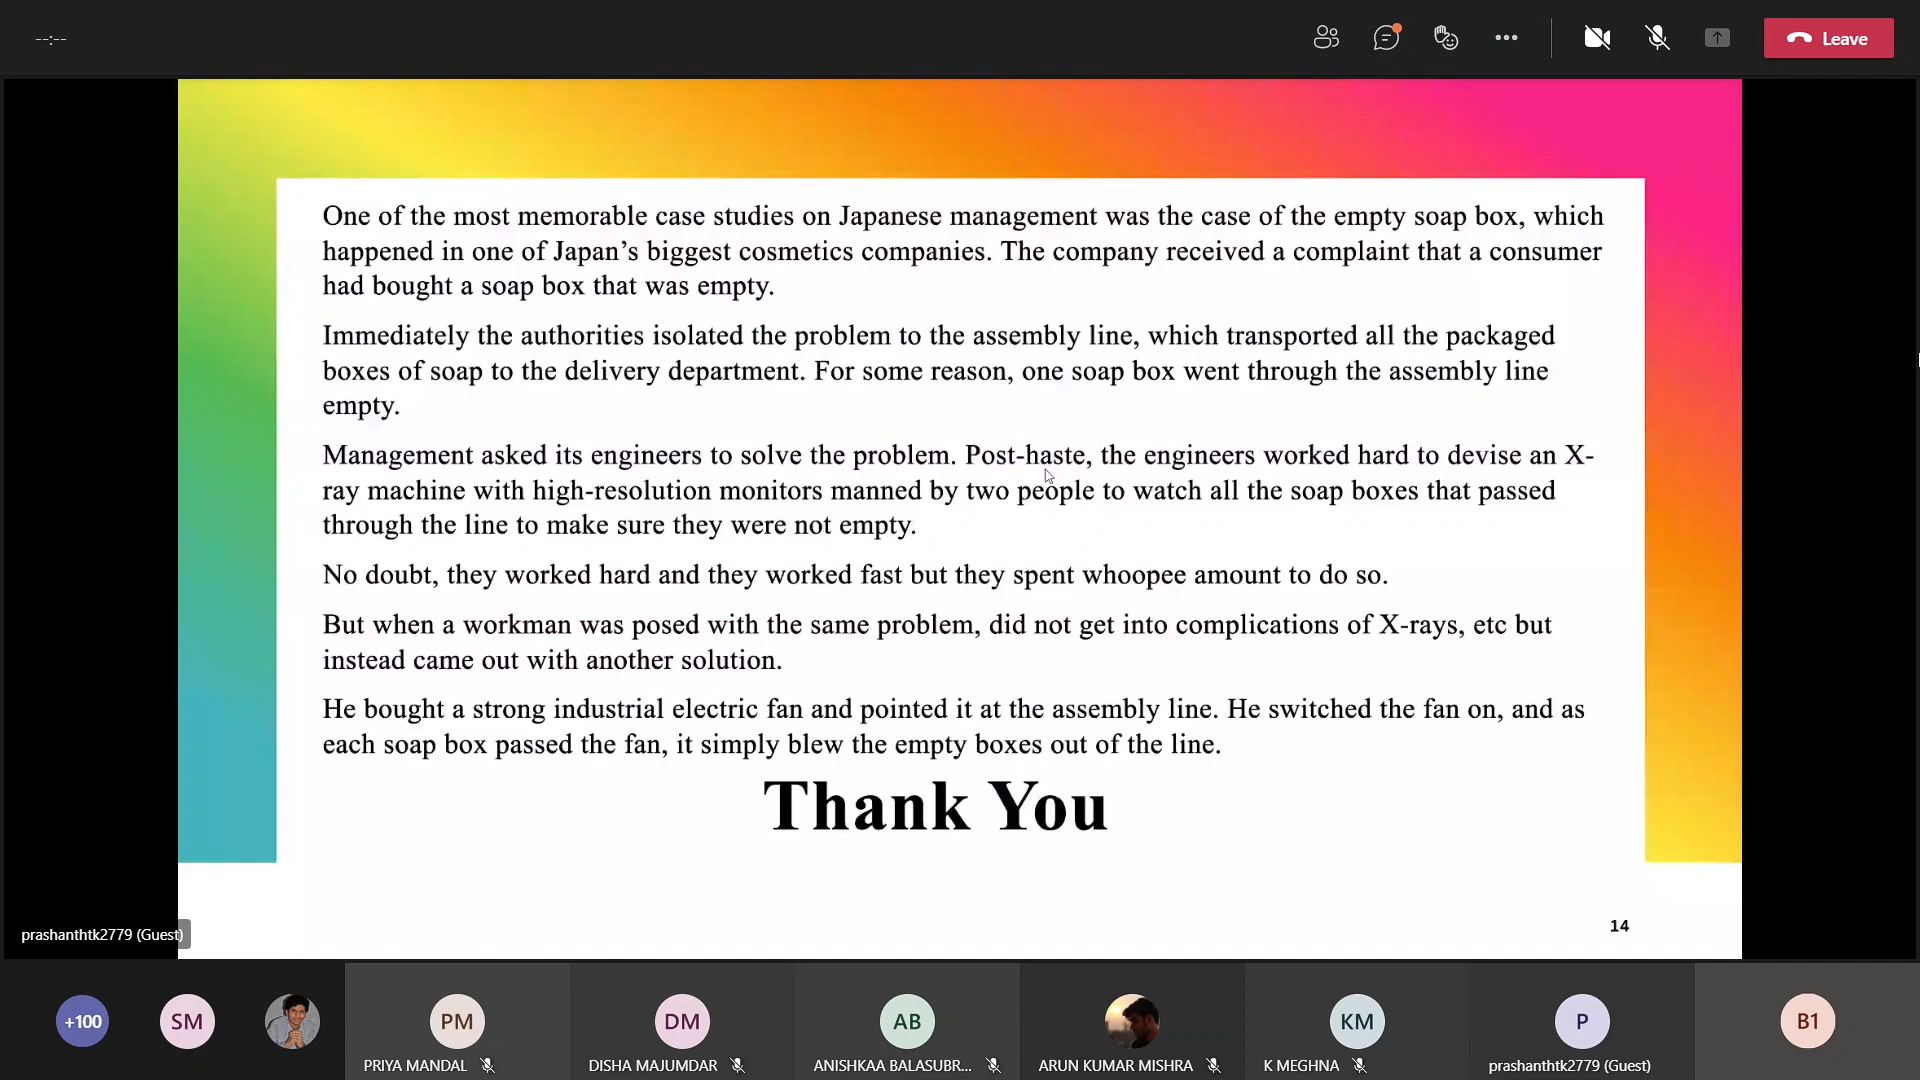 --:--
Leave
One of the most memorable case studies on Japanese management was the case of the empty soap box, which
happened in one of Japan’s biggest cosmetics companies. The company received a complaint that a consumer
had bought a soap box that was empty.
Immediately the authorities isolated the problem to the assembly line, which transported all the packaged
boxes of soap to the delivery department. For some reason, one soap box went through the assembly line
empty.
Management asked its engineers to solve the problem. Post-haste, the engineers worked hard to devise an X-
ray machine with high-resolution monitors manned by two people to watch all the soap boxes that passed
through the line to make sure they were not empty.
No doubt, they worked hard and they worked fast but they spent whoopee amount to do so.
But when a workman was posed with the same problem, did not get into complications of X-rays, etc but
instead came out with another solution.
He bought a strong industrial electric fan and pointed it at the assembly line. He switched the fan on, and as
each soap box passed the fan, it simply blew the empty boxes out of the line.
Thank You
14
prashanthtk2779 (Guest)
+100 SM PM DM AB KM P B1
PRIYA MANDAL DISHA MAJUMDAR ANISHKAA BALASUBR... ARUN KUMAR MISHRA K MEGHNA prashanthtk2779 (Guest)